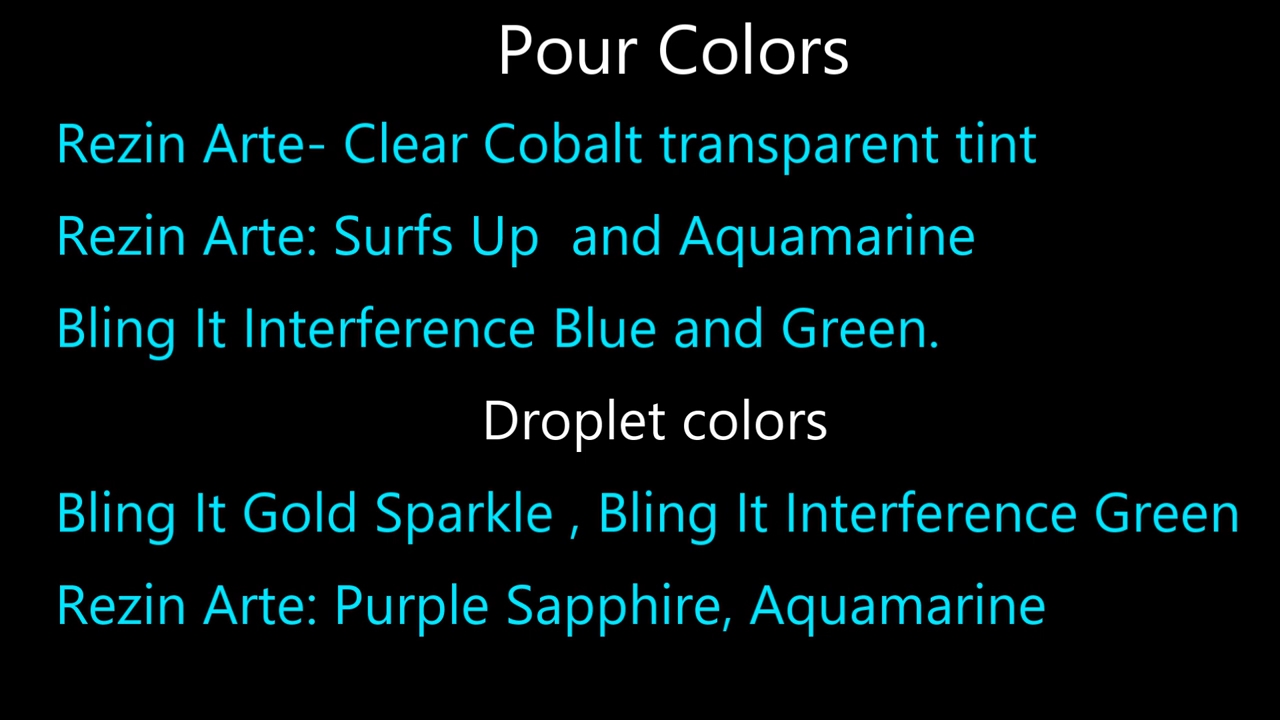 Pour Colors
Rezin Arte- Clear Cobalt transparent tint
Rezin Arte: Surfs Up  and Aquamarine
Bling It Interference Blue and Green.
Droplet colors
Bling It Gold Sparkle , Bling It Interference Green
Rezin Arte: Purple Sapphire, Aquamarine